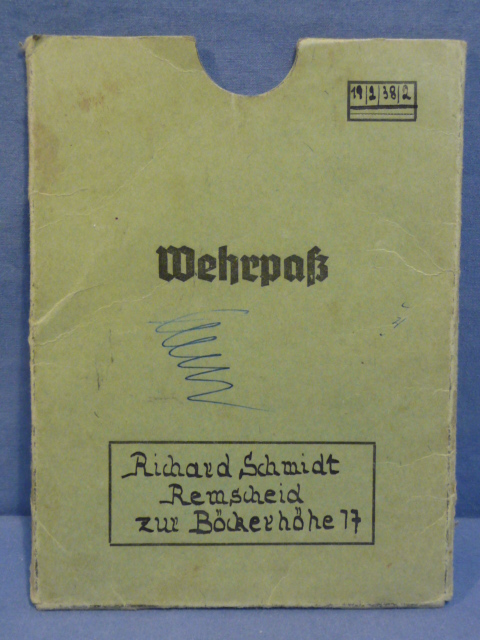 19|1|38|2
Wehrpaß
Richard Schmidt
Remscheid
zur Böckerhöhe 17